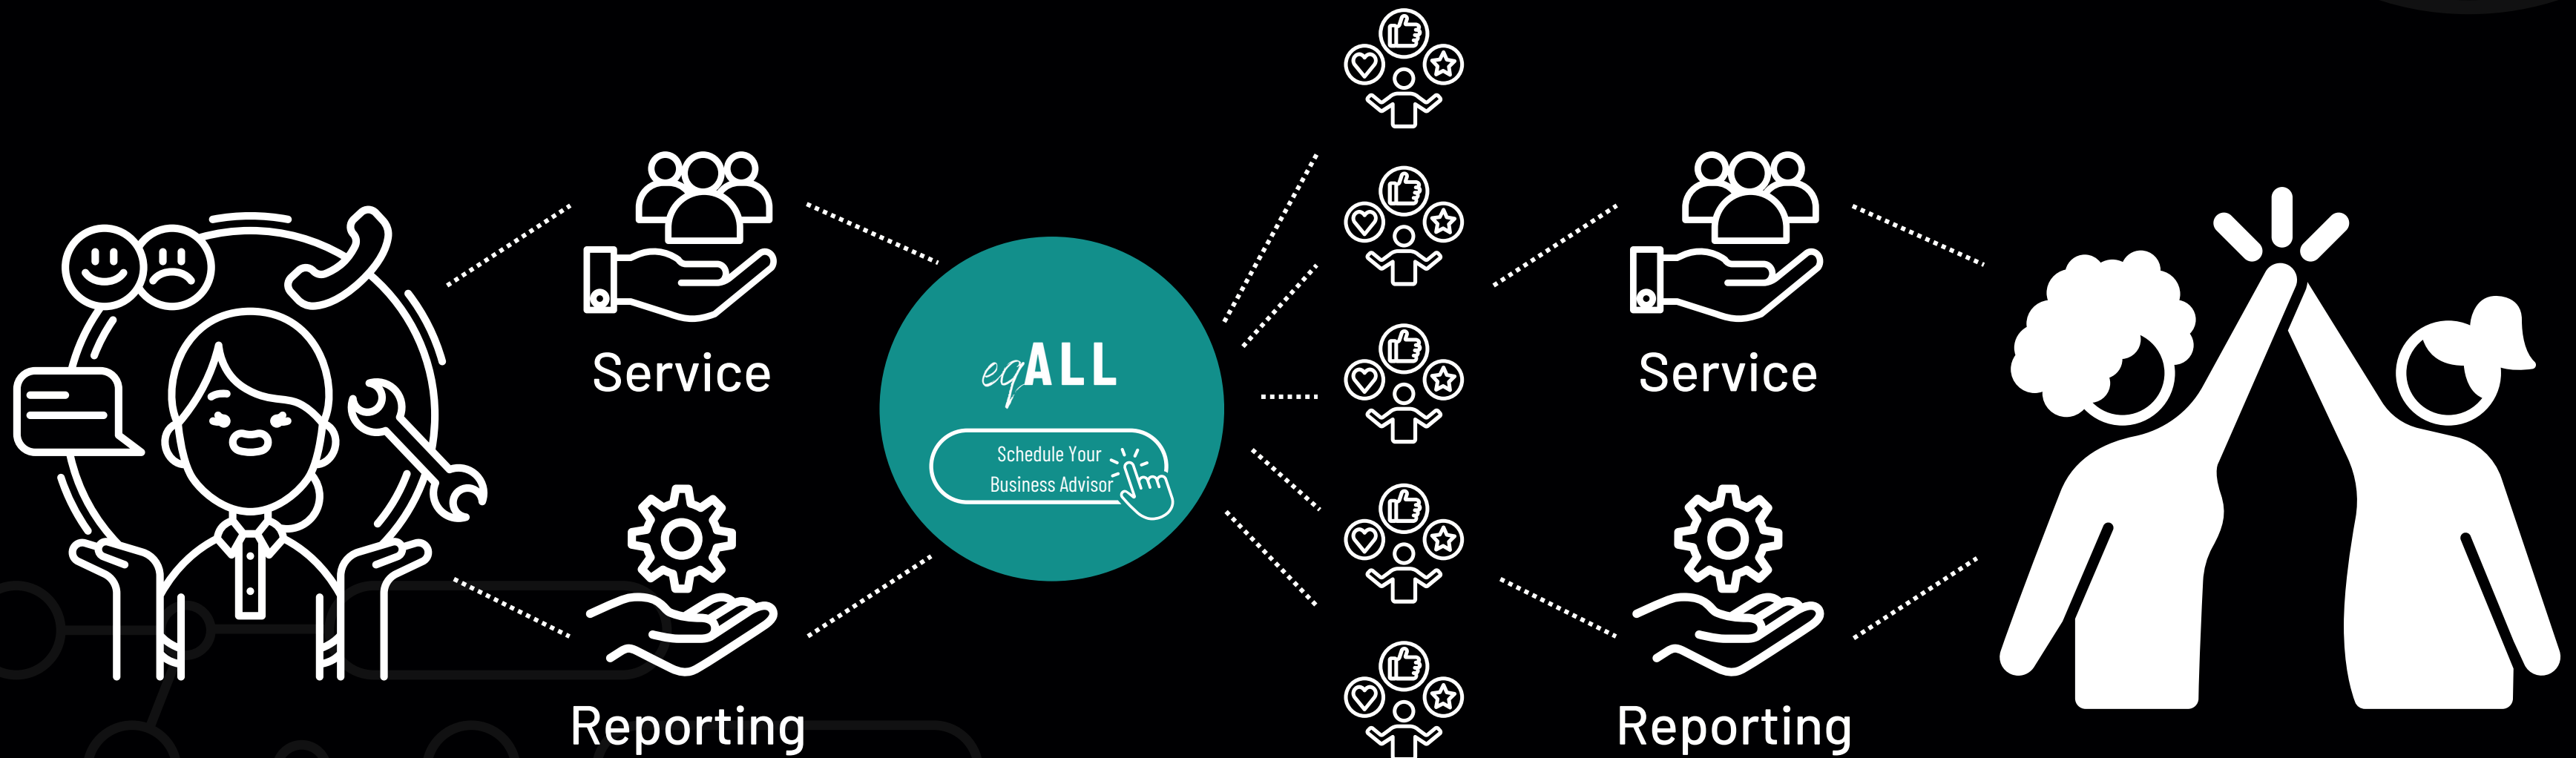 Service
Reporting
eqALL
Schedule Your
Business Advisor
Service
Reporting